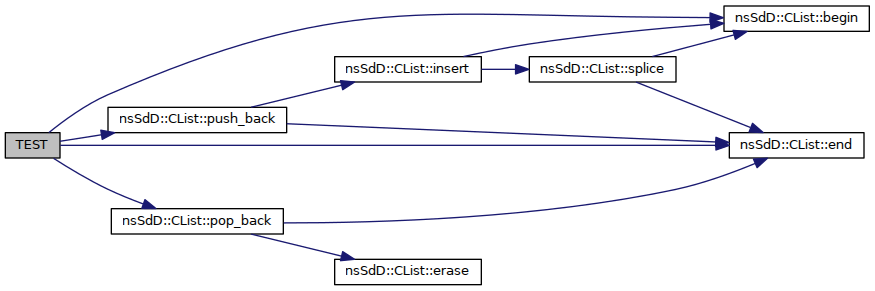 nsSdD::CList::begin
nsSdD::CList::insert
nsSdD::CList::splice
nsSdD::CList::push_back
TEST
nsSdD::CList::end
nsSdD::CList::pop_back
nsSdD::CList::erase